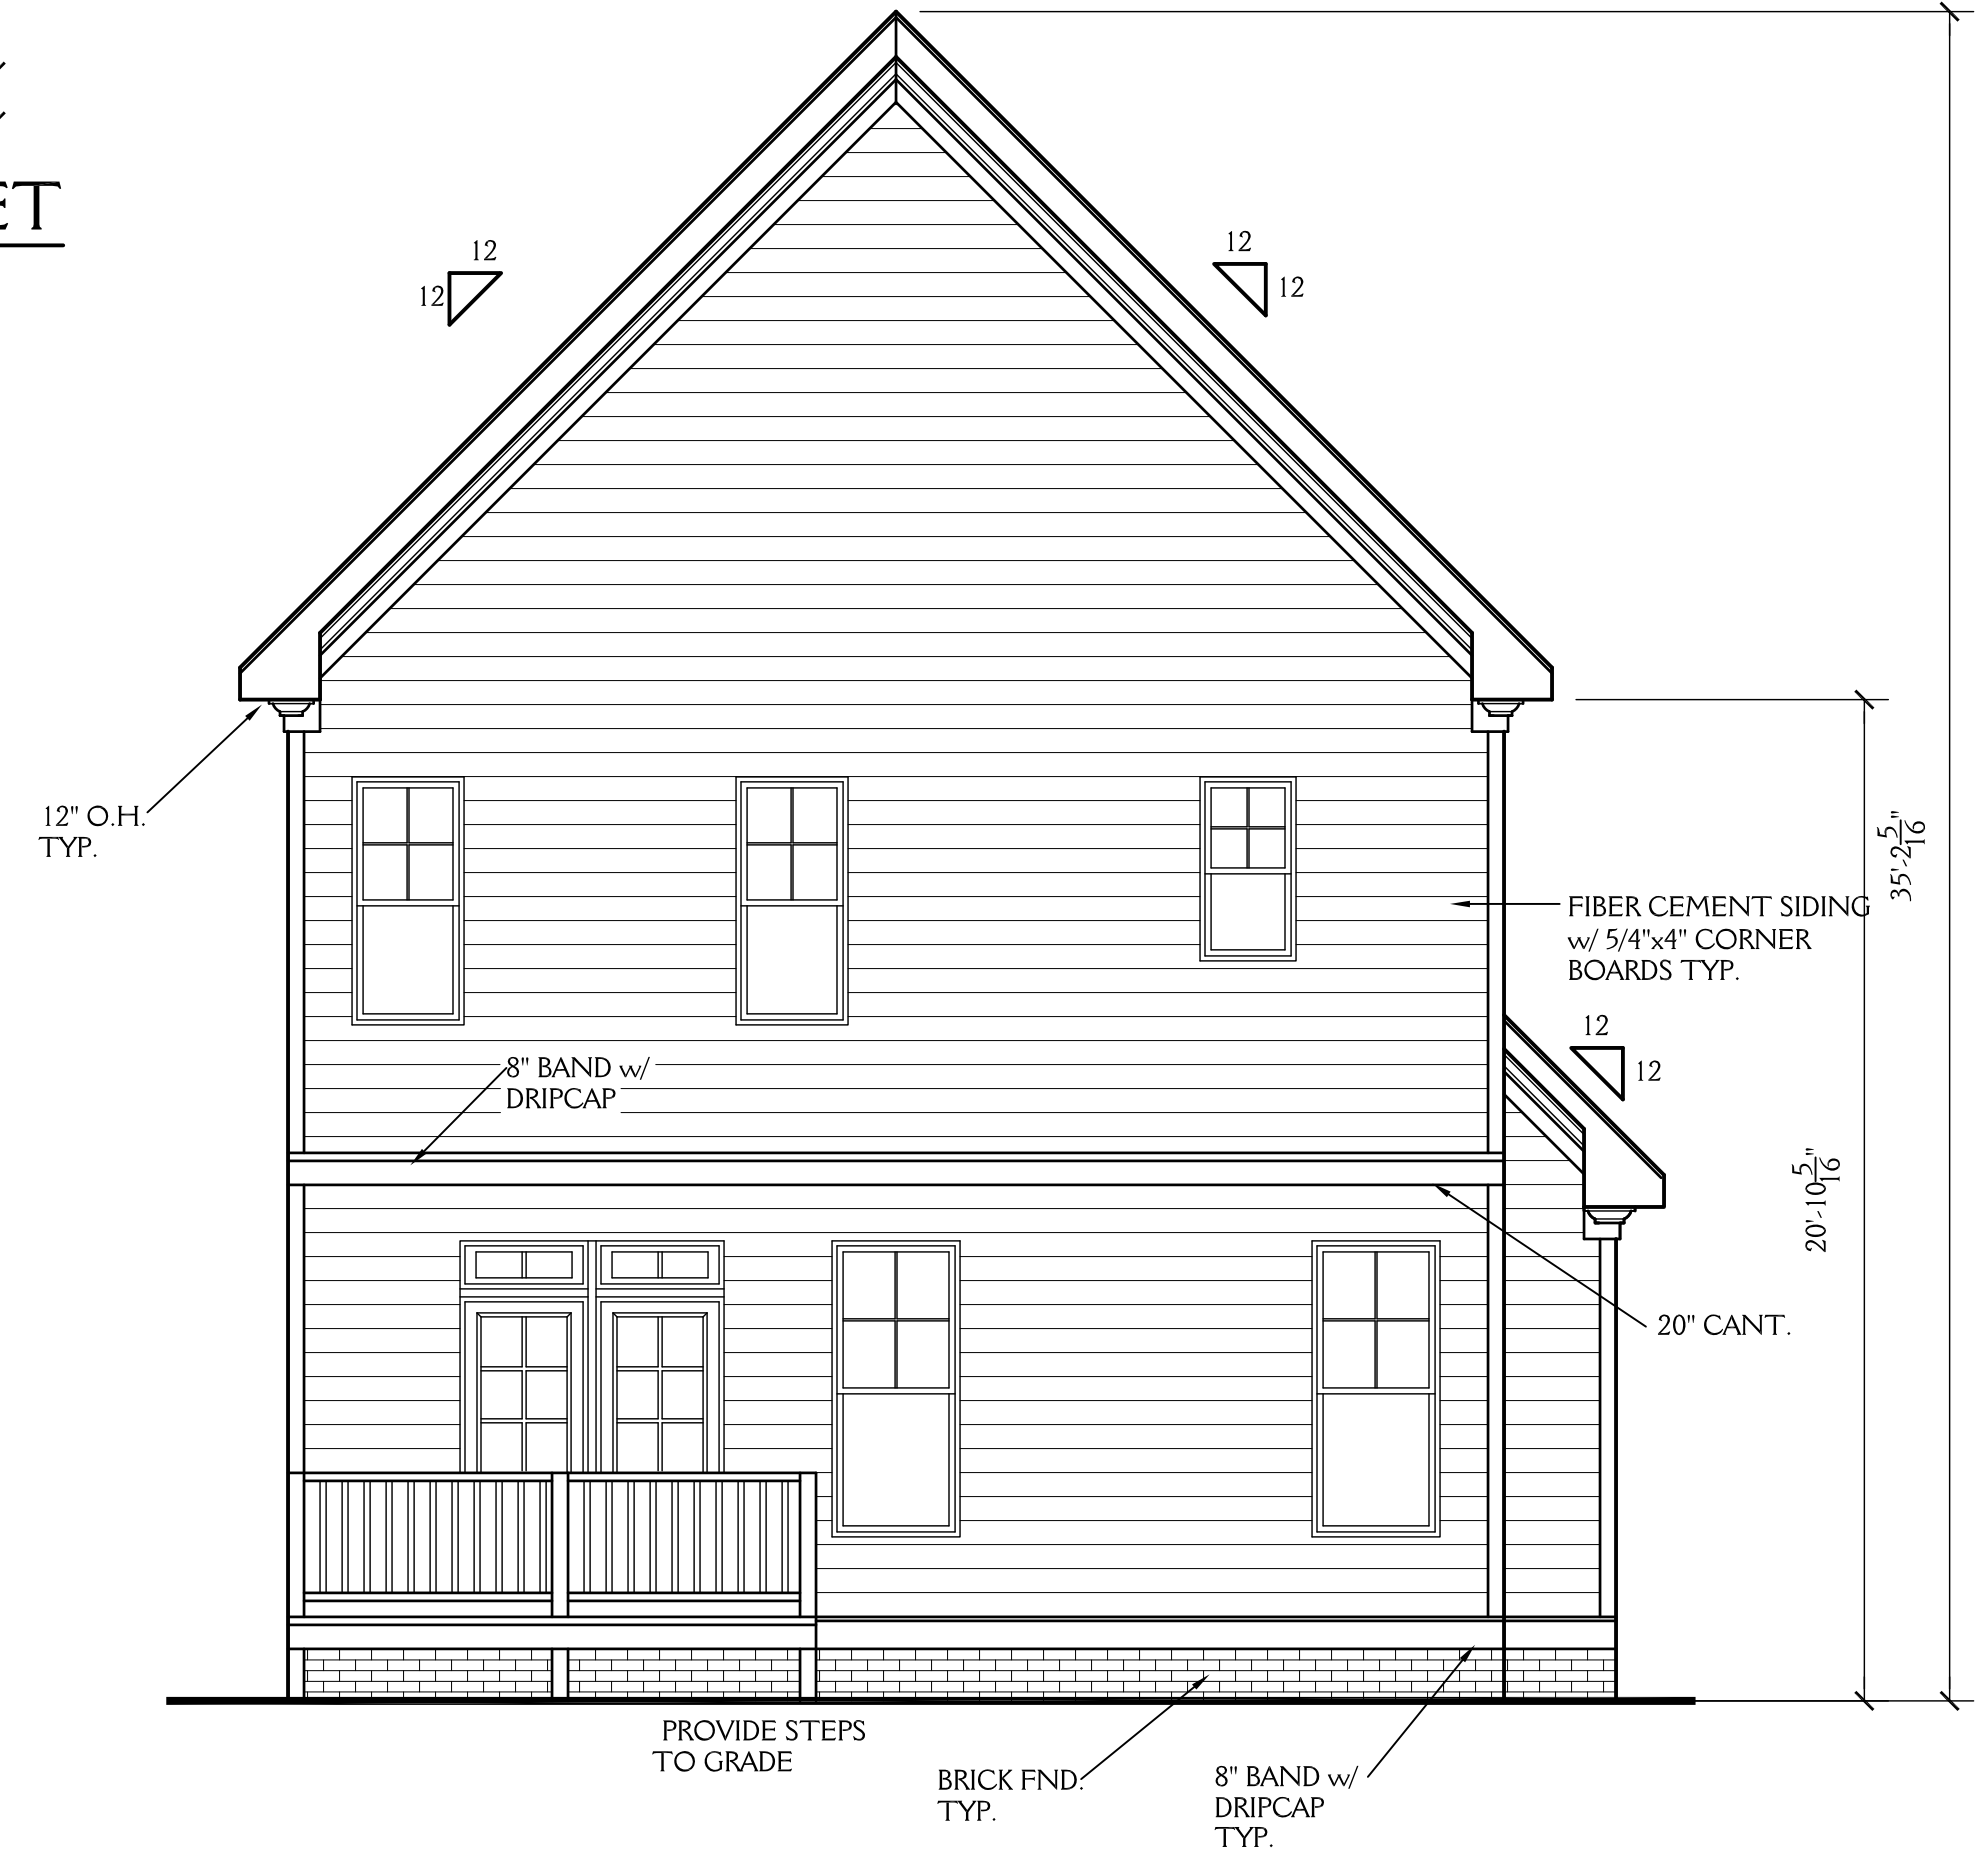 ET
12
12
12
12
12" O.H.
TYP.
35'-2 5/16"
FIBER CEMENT SIDING
w/ 5/4"x4" CORNER
BOARDS TYP.
12
12
8" BAND w/
DRIPCAP
20'-10 5/16"
20" CANT.
PROVIDE STEPS
TO GRADE
BRICK FND.
TYP.
8" BAND w/
DRIPCAP
TYP.